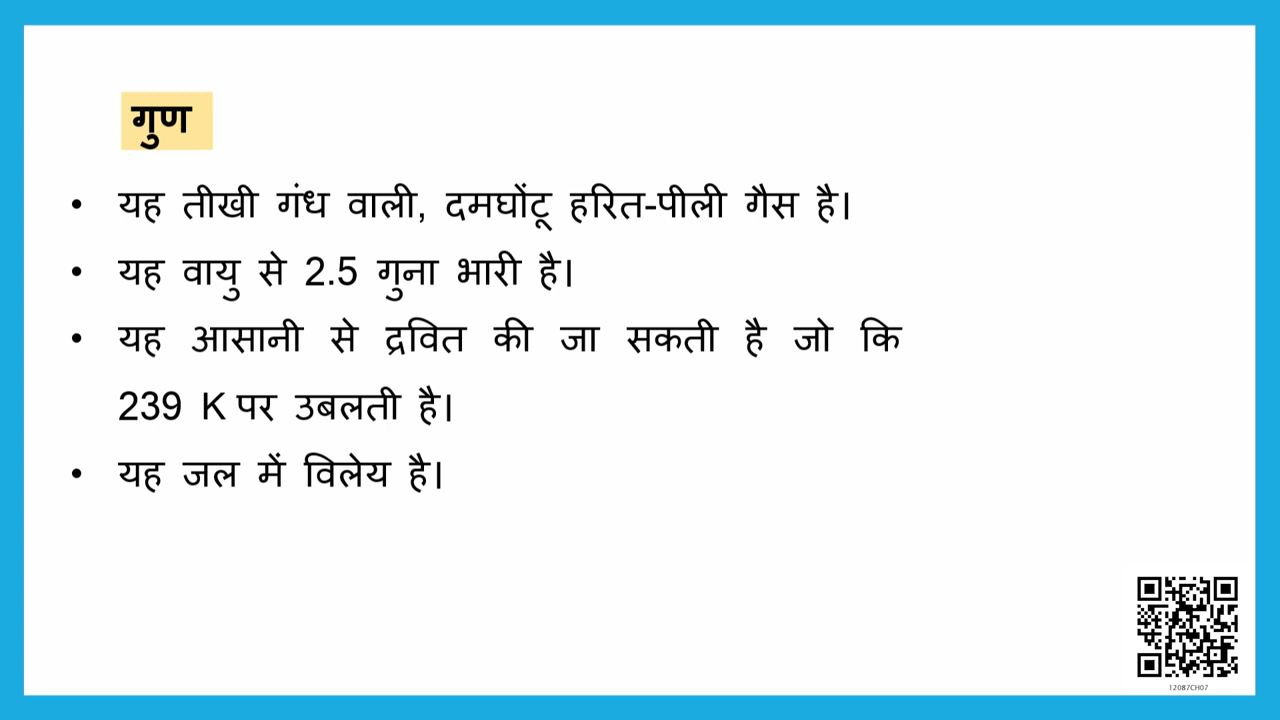 गुण
• यह तीखी गंध वाली, दमघोंटू हरित-पीली गैस है।
• यह वायु से 2.5 गुना भारी है।
• यह आसानी से द्रवित की जा सकती है जो कि
239 K पर उबलती है।
• यह जल में विलेय है।
12087CH07